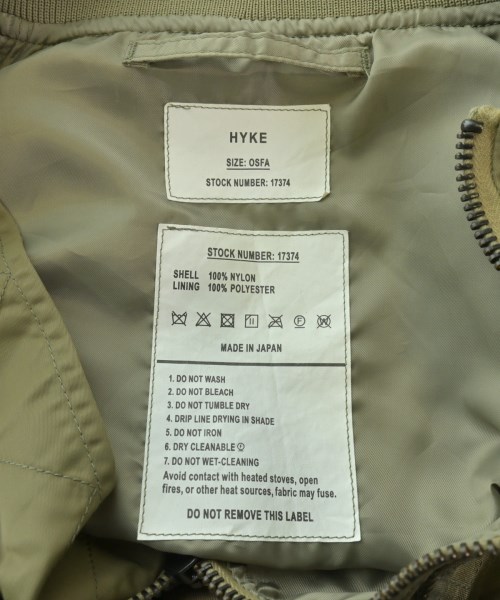 HYKE
SIZE: OSFA
STOCK NUMBER: 17374
STOCK NUMBER: 17374
SHELL 100% NYLON
LINING 100% POLYESTER
MADE IN JAPAN
1. DO NOT WASH
2. DO NOT BLEACH
3. DO NOT TUMBLE DRY
4. DRIP LINE DRYING IN SHADE
5. DO NOT IRON
6. DRY CLEANABLE Ⓕ
7. DO NOT WET-CLEANING
Avoid contact with heated stoves, open
fires, or other heat sources, fabric may fuse.
DO NOT REMOVE THIS LABEL